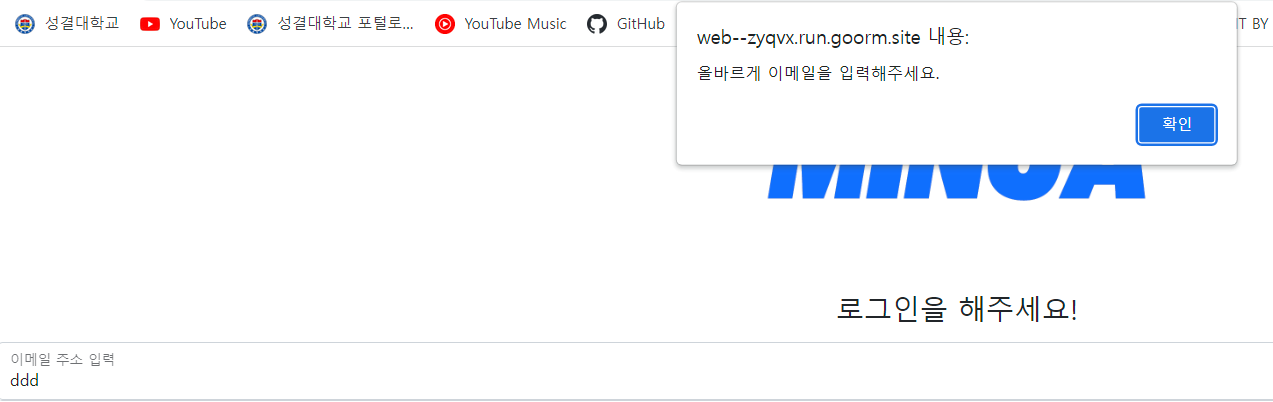 성결대학교 YouTube 성결대학교 포털로... YouTube Music GitHub IT BY
web--zyqvx.run.goorm.site 내용:
올바르게 이메일을 입력해주세요.
확인
로그인을 해주세요!
이메일 주소 입력
ddd